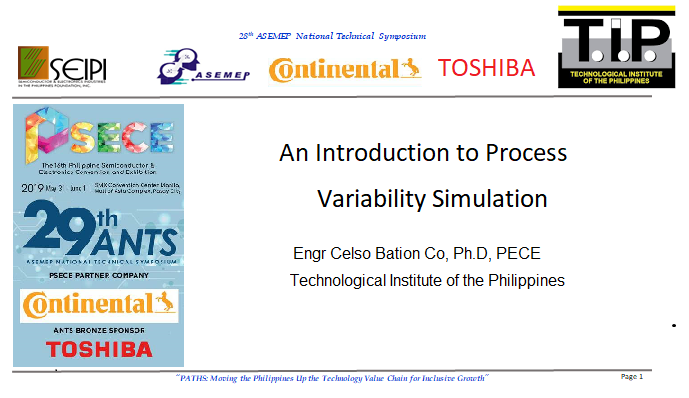 28th ASEMEP National Technical Symposium
SEIPI
SEMICONDUCTOR & ELECTRONICS INDUSTRIES
IN THE PHILIPPINES FOUNDATION, INC.
ASEMEP
Continental
TOSHIBA
T.I.P
TECHNOLOGICAL INSTITUTE
OF THE PHILIPPINES
PSECE
The 16th Philippine Semiconductor &
Electronics Convention and Exhibition
2019 May 31 - June 1
SMX Convention Center Manila,
Mall of Asia Complex, Pasay City
29th
ANTS
ASEMEP NATIONAL TECHNICAL SYMPOSIUM
PSECE PARTNER COMPANY
Continental
ANTS BRONZE SPONSOR
TOSHIBA
An Introduction to Process
Variability Simulation
Engr Celso Bation Co, Ph.D, PECE
Technological Institute of the Philippines
"PATHS: Moving the Philippines Up the Technology Value Chain for Inclusive Growth"
Page 1